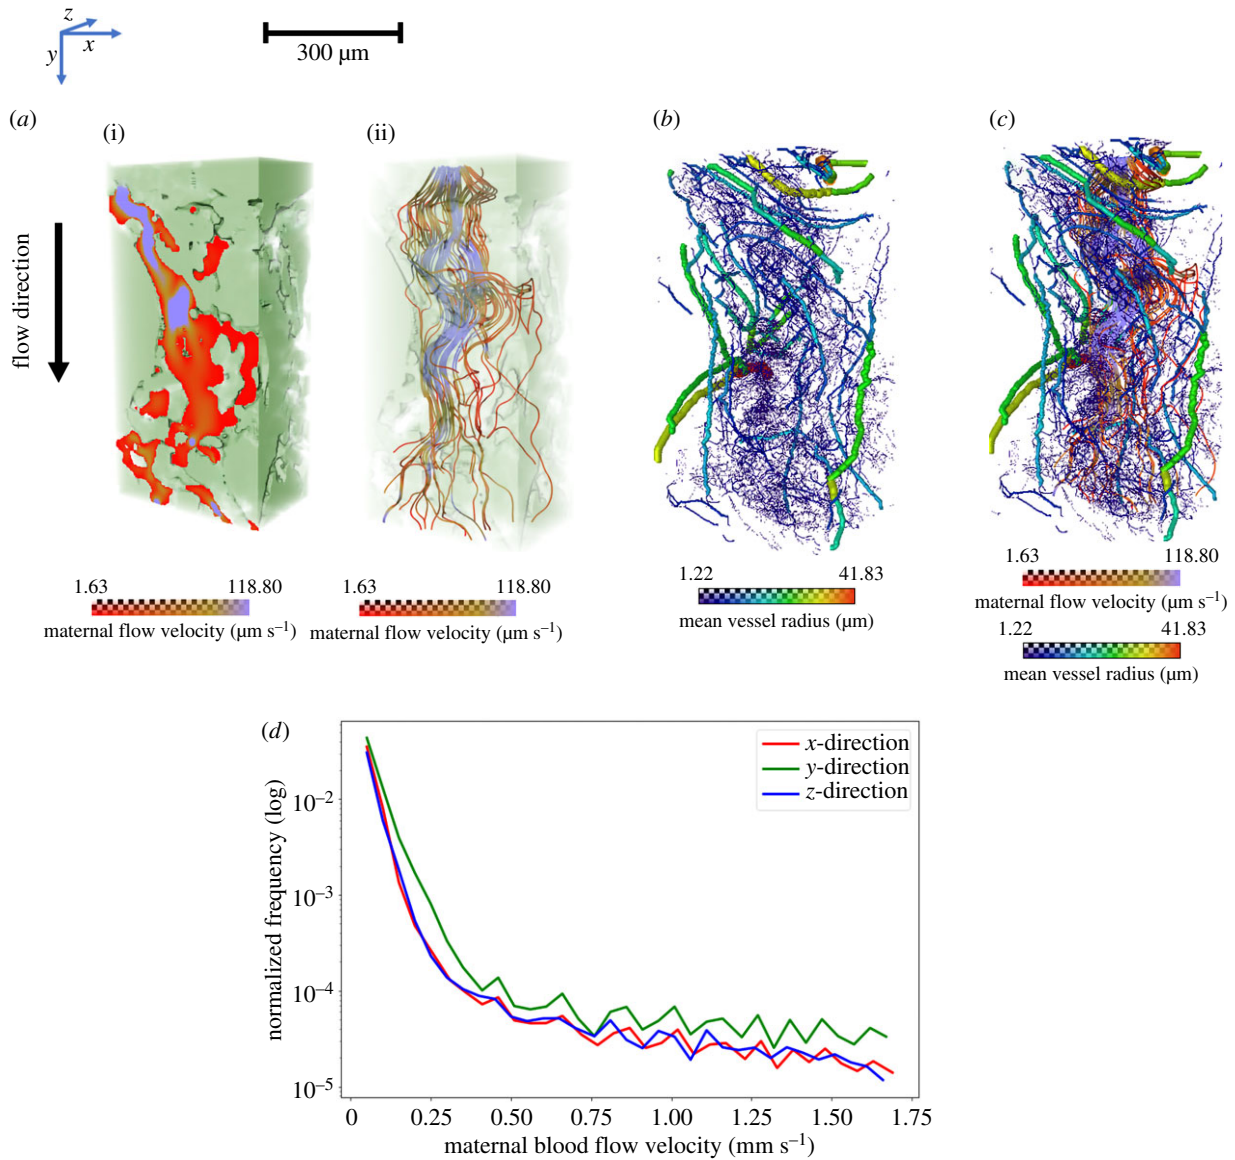 z
x
y
300 µm
(a)
(i)
(ii)
(b)
(c)
flow direction
1.63 118.80
maternal flow velocity (µm s⁻¹)
1.63 118.80
maternal flow velocity (µm s⁻¹)
1.22 41.83
mean vessel radius (µm)
1.63 118.80
maternal flow velocity (µm s⁻¹)
1.22 41.83
mean vessel radius (µm)
(d)
x-direction
y-direction
z-direction
normalized frequency (log)
10⁻²
10⁻³
10⁻⁴
10⁻⁵
0 0.25 0.50 0.75 1.00 1.25 1.50 1.75
maternal blood flow velocity (mm s⁻¹)